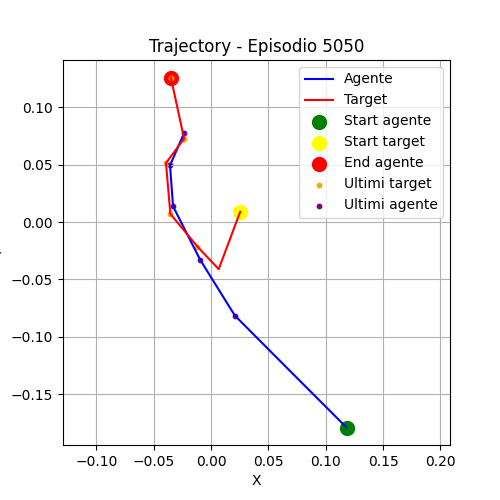 Trajectory - Episodio 5050
Agente
Target
Start agente
Start target
End agente
Ultimi target
Ultimi agente
0.10
0.05
0.00
−0.05
−0.10
−0.15
−0.10
−0.05
0.00
0.05
0.10
0.15
0.20
X